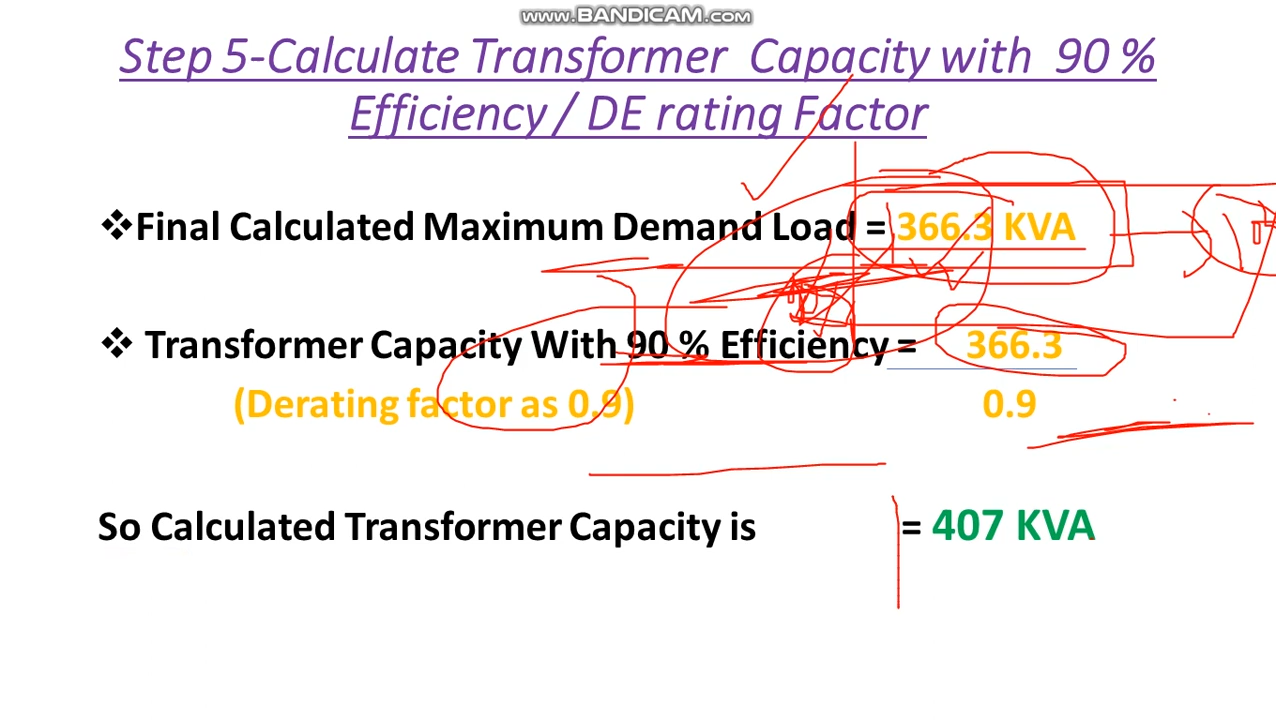 www.BANDICAM.com
Step 5-Calculate Transformer Capacity with 90 %
Efficiency / DE rating Factor
❖Final Calculated Maximum Demand Load = 366.3 KVA
❖ Transformer Capacity With 90 % Efficiency = 366.3
(Derating factor as 0.9) 0.9
So Calculated Transformer Capacity is = 407 KVA